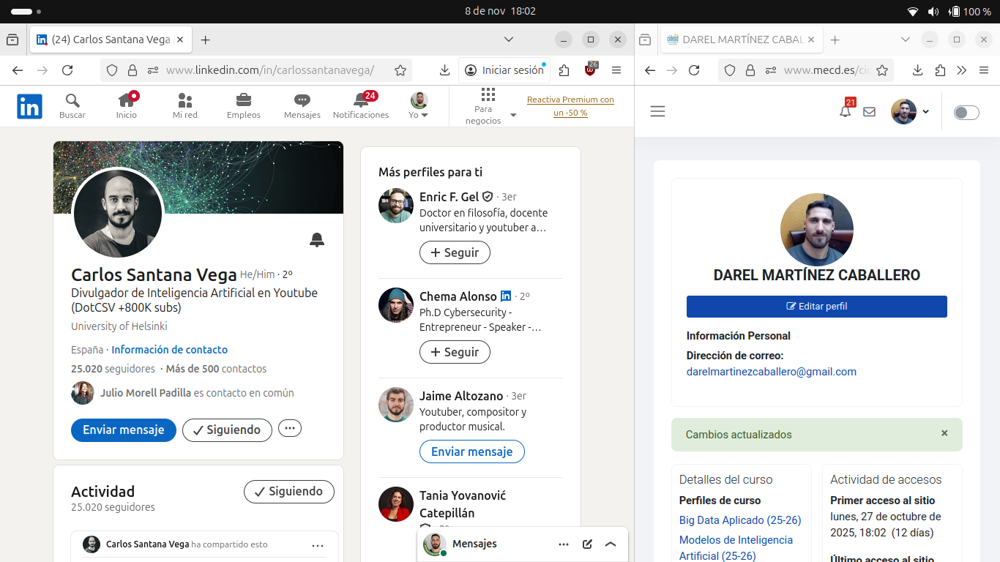 8 de nov 18:02
100 %
(24) Carlos Santana Vega
www.linkedin.com/in/carlossantanavega/
Iniciar sesión
26
in
Buscar
Inicio
Mi red
Empleos
Mensajes
24
Notificaciones
Yo
Para
negocios
Reactiva Premium con
un -50 %
Carlos Santana Vega He/Him · 2º
Divulgador de Inteligencia Artificial en Youtube
(DotCSV +800K subs)
University of Helsinki
España · Información de contacto
25.020 seguidores · Más de 500 contactos
Julio Morell Padilla es contacto en común
Enviar mensaje
Siguiendo
Actividad
25.020 seguidores
Siguiendo
Carlos Santana Vega ha compartido esto
Más perfiles para ti
Enric F. Gel · 3er
Doctor en filosofía, docente
universitario y youtuber a…
+ Seguir
Chema Alonso · 2º
Ph.D Cybersecurity -
Entrepreneur - Speaker -…
+ Seguir
Jaime Altozano · 3er
Youtuber, compositor y
productor musical.
Enviar mensaje
Tania Yovanović
Catepillán
Mensajes
DAREL MARTÍNEZ CABAL
www.mecd.es/cid
21
DAREL MARTÍNEZ CABALLERO
Editar perfil
Información Personal
Dirección de correo:
darelmartinezcaballero@gmail.com
Cambios actualizados
×
Detalles del curso
Perfiles de curso
Big Data Aplicado (25-26)
Modelos de Inteligencia
Artificial (25-26)
Actividad de accesos
Primer acceso al sitio
lunes, 27 de octubre de
2025, 18:02 (12 días)
Último acceso al sitio